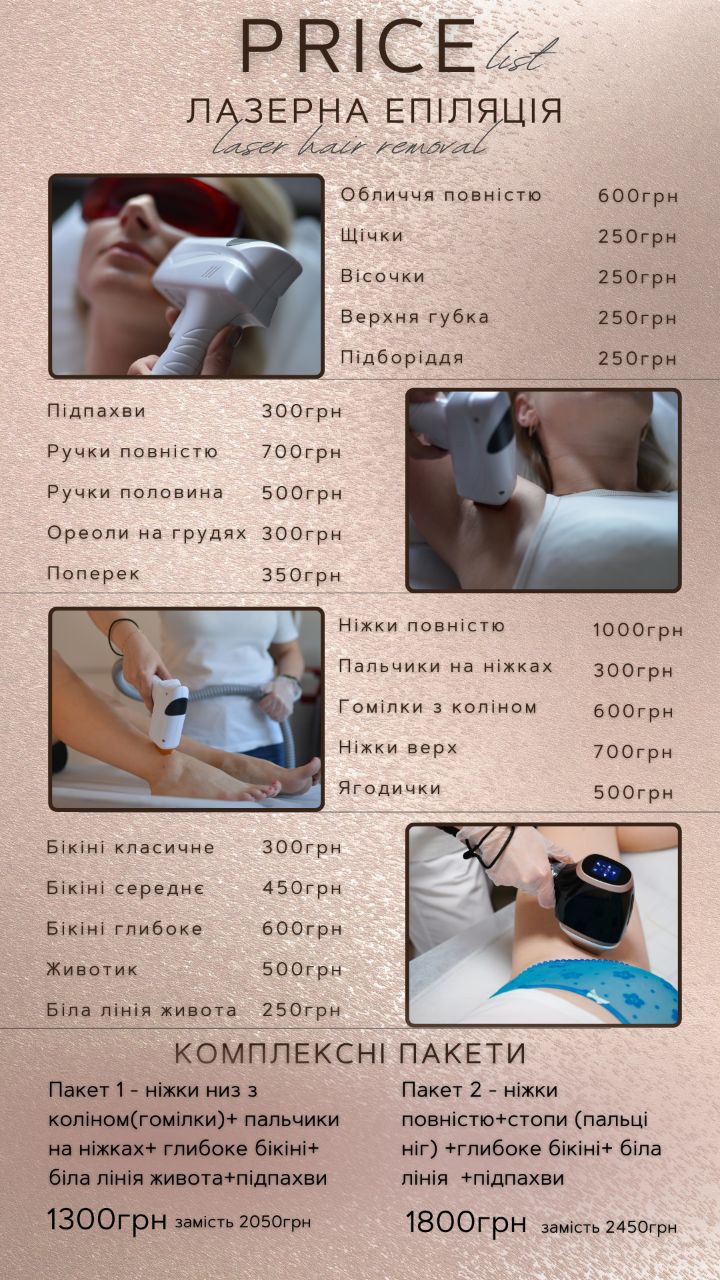 PRICE list
ЛАЗЕРНА ЕПІЛЯЦІЯ
laser hair removal
Обличчя повністю 600грн
Щічки 250грн
Вісочки 250грн
Верхня губка 250грн
Підборіддя 250грн
Підпахви 300грн
Ручки повністю 700грн
Ручки половина 500грн
Ореоли на грудях 300грн
Поперек 350грн
Ніжки повністю 1000грн
Пальчики на ніжках 300грн
Гомілки з коліном 600грн
Ніжки верх 700грн
Ягодички 500грн
Бікіні класичне 300грн
Бікіні середнє 450грн
Бікіні глибоке 600грн
Животик 500грн
Біла лінія живота 250грн
КОМПЛЕКСНІ ПАКЕТИ
Пакет 1 - ніжки низ з
коліном(гомілки)+ пальчики
на ніжках+ глибоке бікіні+
біла лінія живота+підпахви
1300грн замість 2050грн
Пакет 2 - ніжки
повністю+стопи (пальці
ніг) +глибоке бікіні+ біла
лінія +підпахви
1800грн замість 2450грн